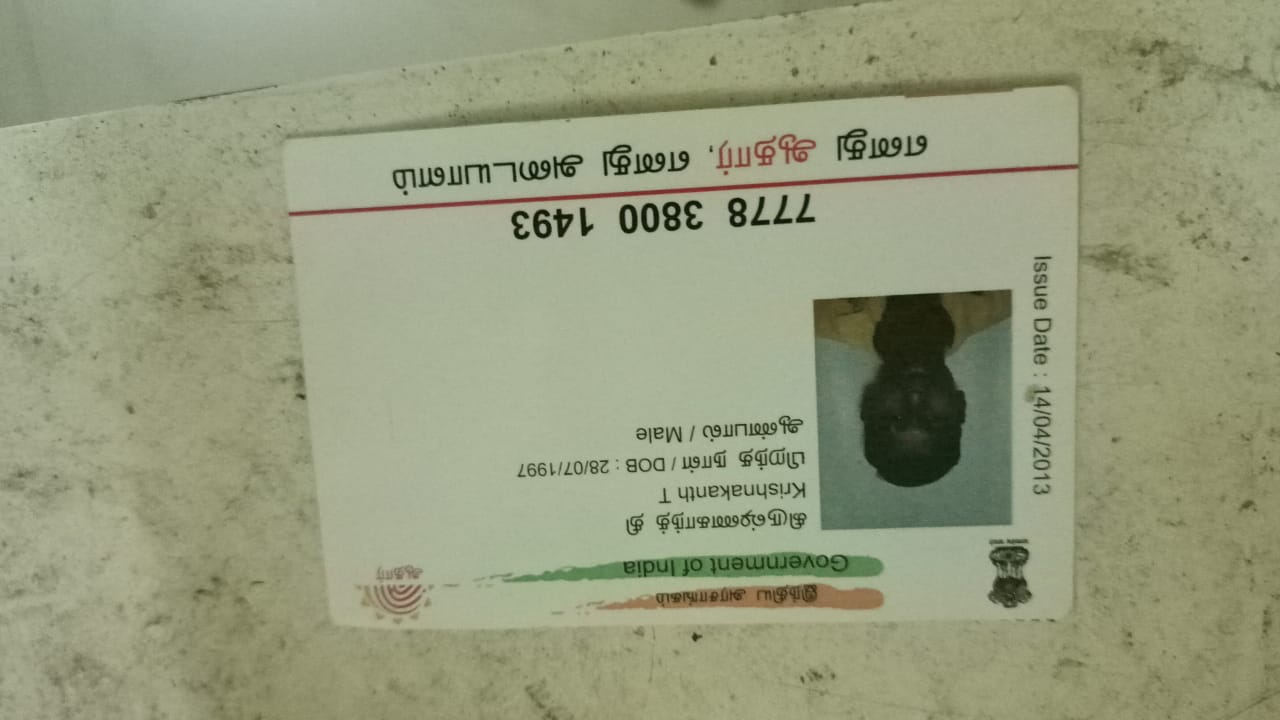 இந்திய அரசாங்கம்
Government of India
ஆதார்
கிருஷ்ணகாந்த் தி
Krishnakanth T
பிறந்த நாள் / DOB : 28/07/1997
ஆண்பால் / Male
Issue Date : 14/04/2013
7778 3800 1493
எனது ஆதார், எனது அடையாளம்